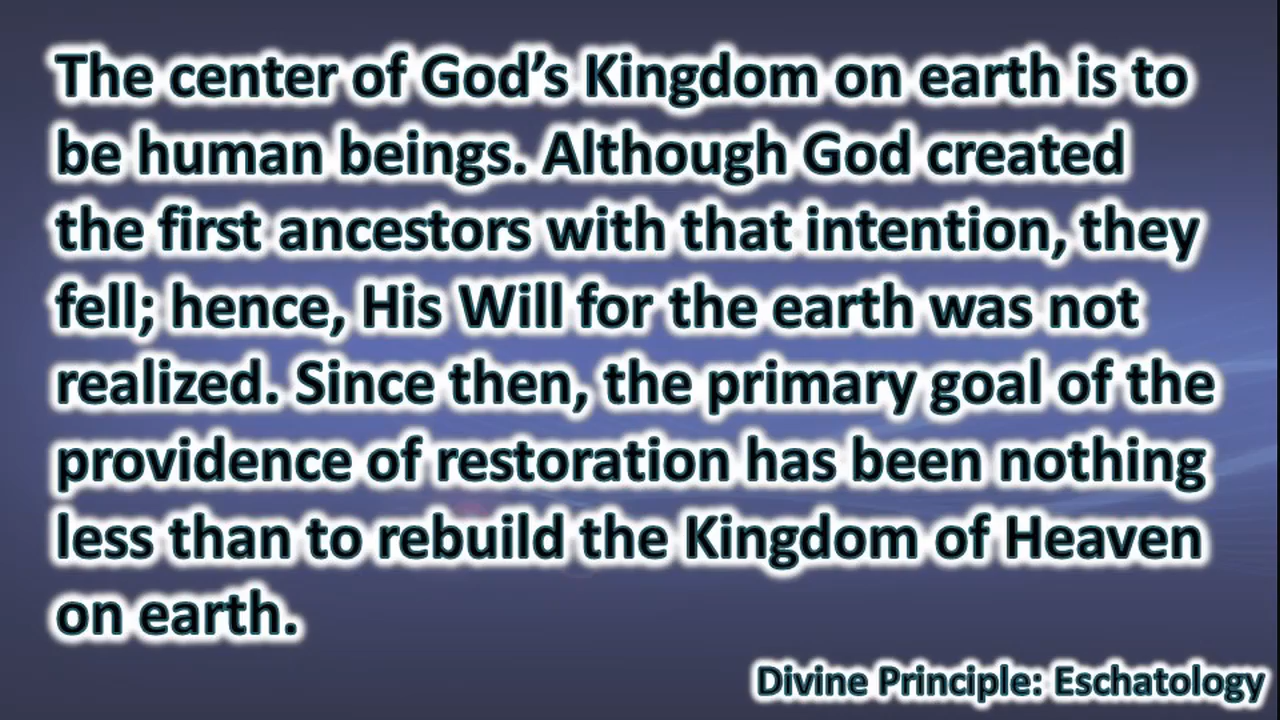 The center of God’s Kingdom on earth is to
be human beings. Although God created
the first ancestors with that intention, they
fell; hence, His Will for the earth was not
realized. Since then, the primary goal of the
providence of restoration has been nothing
less than to rebuild the Kingdom of Heaven
on earth.
Divine Principle: Eschatology